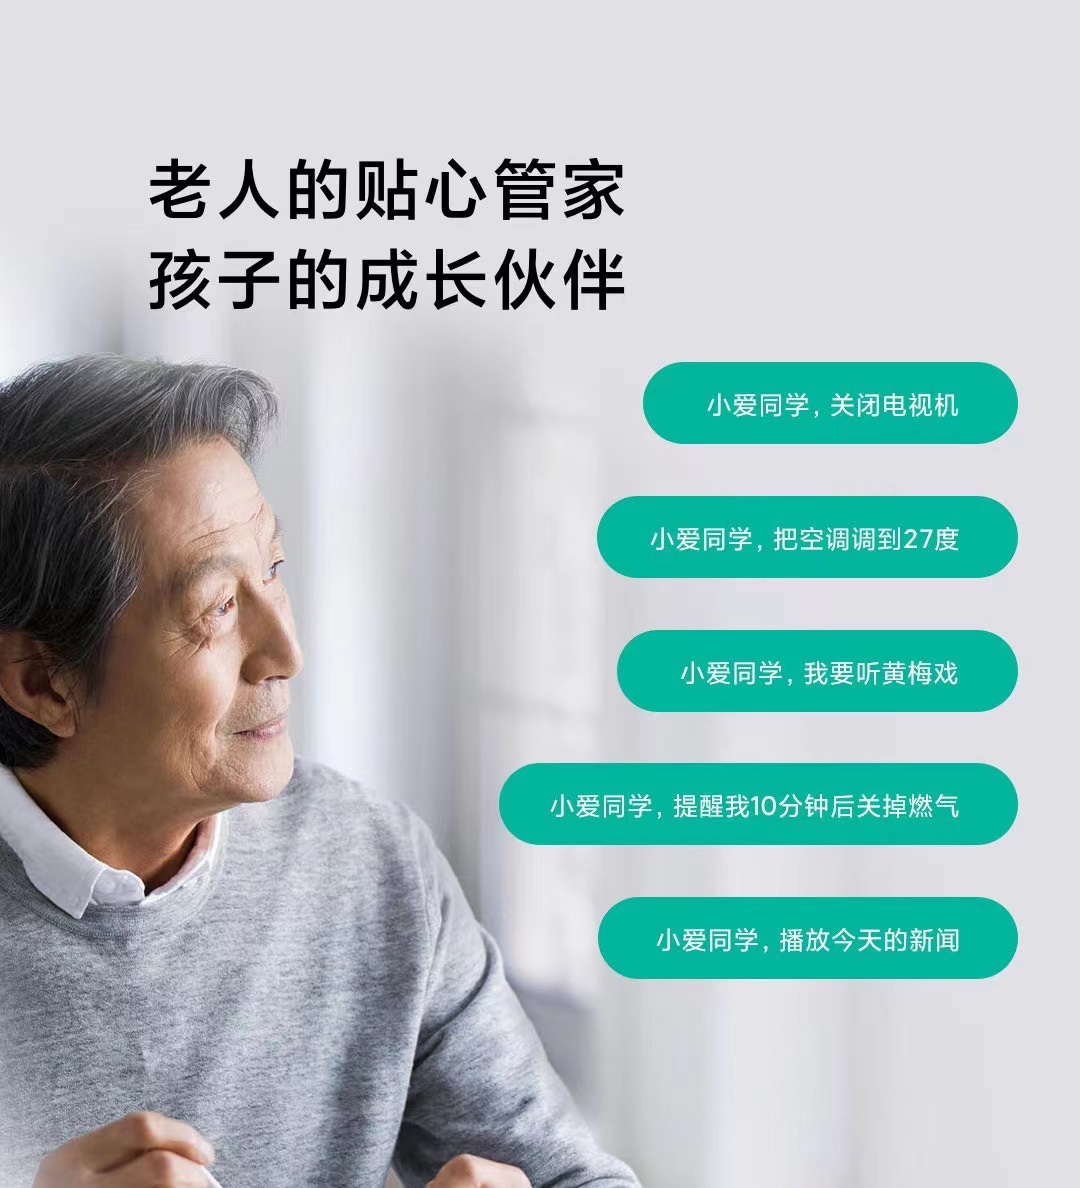 老人的贴心管家
孩子的成长伙伴
小爱同学，关闭电视机
小爱同学，把空调调到27度
小爱同学，我要听黄梅戏
小爱同学，提醒我10分钟后关掉燃气
小爱同学，播放今天的新闻